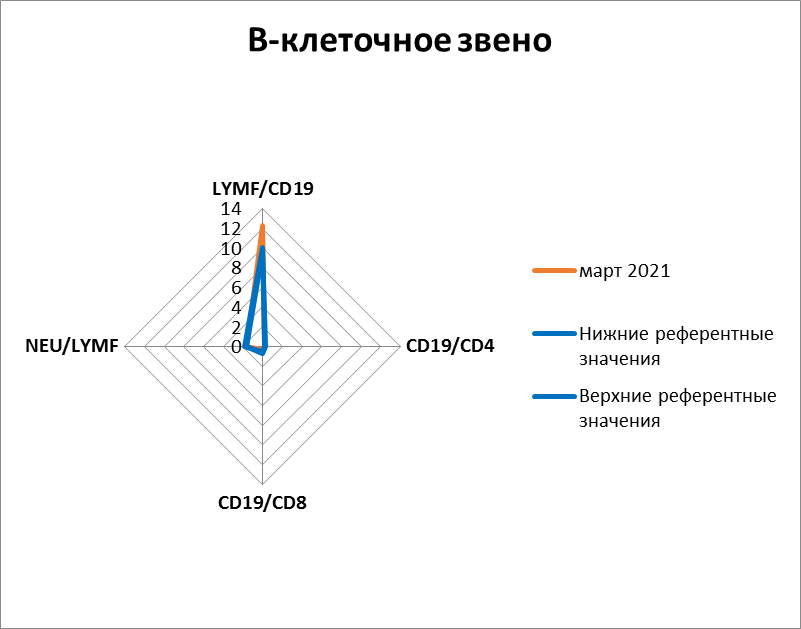 В-клеточное звено
LYMF/CD19
14
12
10
8
6
4
2
0
NEU/LYMF
CD19/CD4
CD19/CD8
март 2021
Нижние референтные
значения
Верхние референтные
значения